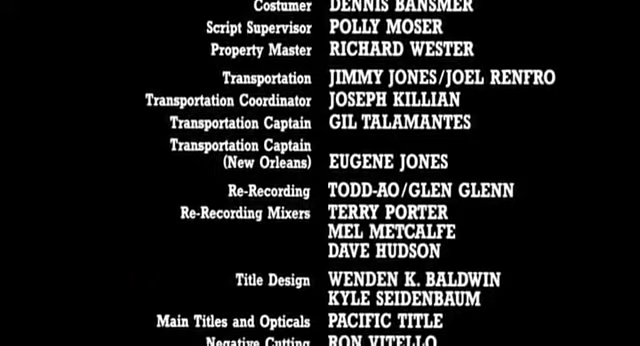 Costumer DENNIS BANSMER
Script Supervisor POLLY MOSER
Property Master RICHARD WESTER
Transportation JIMMY JONES/JOEL RENFRO
Transportation Coordinator JOSEPH KILLIAN
Transportation Captain GIL TALAMANTES
Transportation Captain
(New Orleans) EUGENE JONES
Re-Recording TODD-AO/GLEN GLENN
Re-Recording Mixers TERRY PORTER
MEL METCALFE
DAVE HUDSON
Title Design WENDEN K. BALDWIN
KYLE SEIDENBAUM
Main Titles and Opticals PACIFIC TITLE
Negative Cutting RON VITELLO